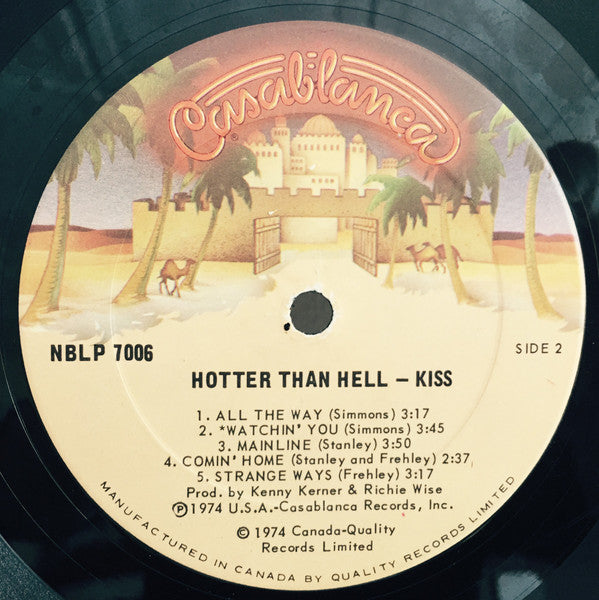 Casablanca
®
NBLP 7006
SIDE 2
HOTTER THAN HELL – KISS
1. ALL THE WAY (Simmons) 3:17
2. *WATCHIN' YOU (Simmons) 3:45
3. MAINLINE (Stanley) 3:50
4. COMIN' HOME (Stanley and Frehley) 2:37
5. STRANGE WAYS (Frehley) 3:17
Prod. by Kenny Kerner & Richie Wise
Ⓟ1974 U.S.A.-Casablanca Records, Inc.
© 1974 Canada-Quality
Records Limited
MANUFACTURED IN CANADA BY QUALITY RECORDS LIMITED